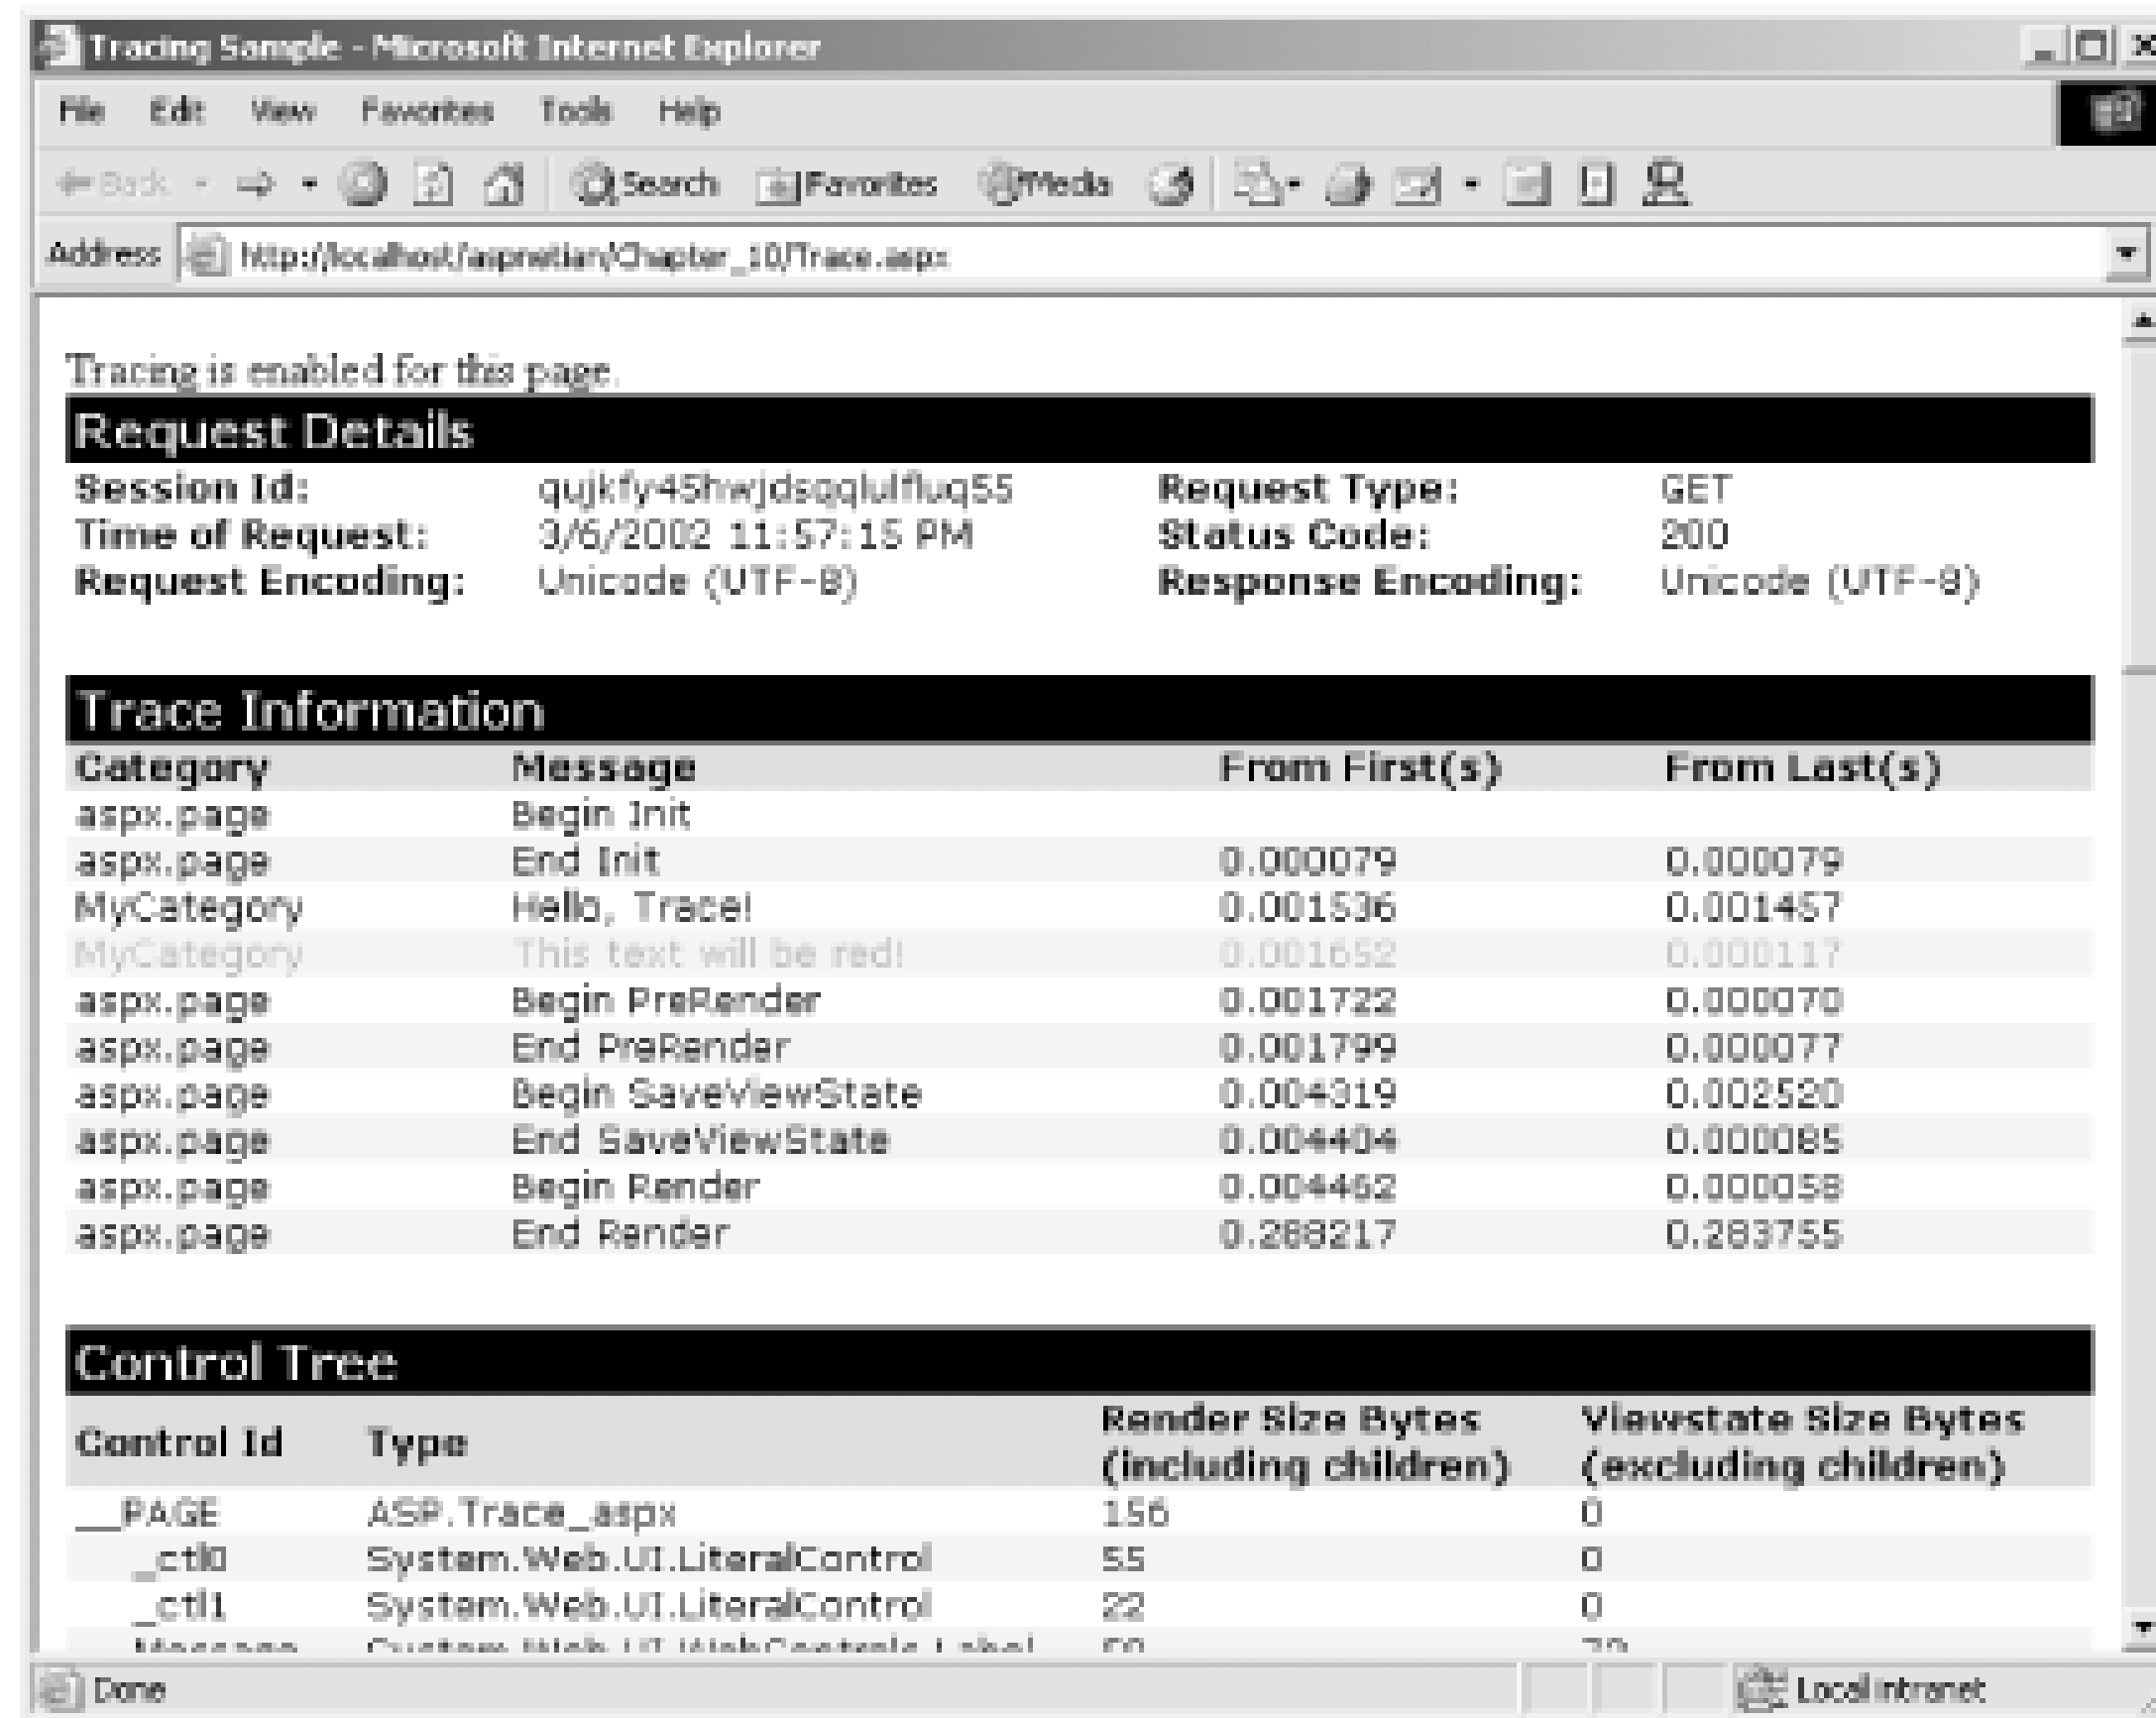 Tracing Sample - Microsoft Internet Explorer
File Edit View Favorites Tools Help
Back Search Favorites Media
Address http://localhost/aspnetian/Chapter_10/Trace.aspx
Tracing is enabled for this page.
Request Details
Session Id: Request Type: GET
Time of Request: 3/6/2002 11:57:15 PM Status Code: 200
Request Encoding: Unicode (UTF-8) Response Encoding: Unicode (UTF-8)
Trace Information
Category Message From First(s) From Last(s)
aspx.page Begin Init
aspx.page End Init 0.000079 0.000079
MyCategory Hello, Trace! 0.001536 0.001457
MyCategory This text will be red! 0.001652 0.000117
aspx.page Begin PreRender 0.001722 0.000070
aspx.page End PreRender 0.001799 0.000077
aspx.page Begin SaveViewState 0.004319 0.002520
aspx.page End SaveViewState 0.004404 0.000085
aspx.page Begin Render 0.004462 0.000058
aspx.page End Render 0.288217 0.283755
Control Tree
Control Id Type Render Size Bytes (including children) Viewstate Size Bytes (excluding children)
__PAGE ASP.Trace_aspx 156 0
_ctl0 System.Web.UI.LiteralControl 55 0
_ctl1 System.Web.UI.LiteralControl 22 0
Done Local intranet